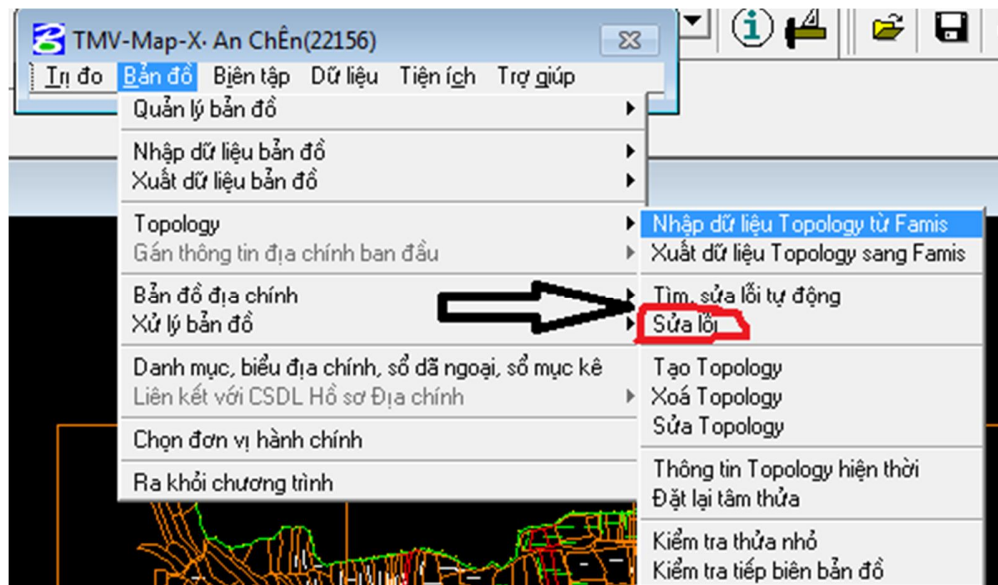 TMV-Map-X· An ChÊn(22156)
Trị đo Bản đồ Biên tập Dữ liệu Tiện ích Trợ giúp
Quản lý bản đồ
Nhập dữ liệu bản đồ
Xuất dữ liệu bản đồ
Topology
Gán thông tin địa chính ban đầu
Bản đồ địa chính
Xử lý bản đồ
Danh mục, biểu địa chính, sổ dã ngoại, sổ mục kê
Liên kết với CSDL Hồ sơ Địa chính
Chọn đơn vị hành chính
Ra khỏi chương trình
Nhập dữ liệu Topology từ Famis
Xuất dữ liệu Topology sang Famis
Tìm, sửa lỗi tự động
Sửa lỗi
Tạo Topology
Xoá Topology
Sửa Topology
Thông tin Topology hiện thời
Đặt lại tâm thửa
Kiểm tra thửa nhỏ
Kiểm tra tiếp biên bản đồ